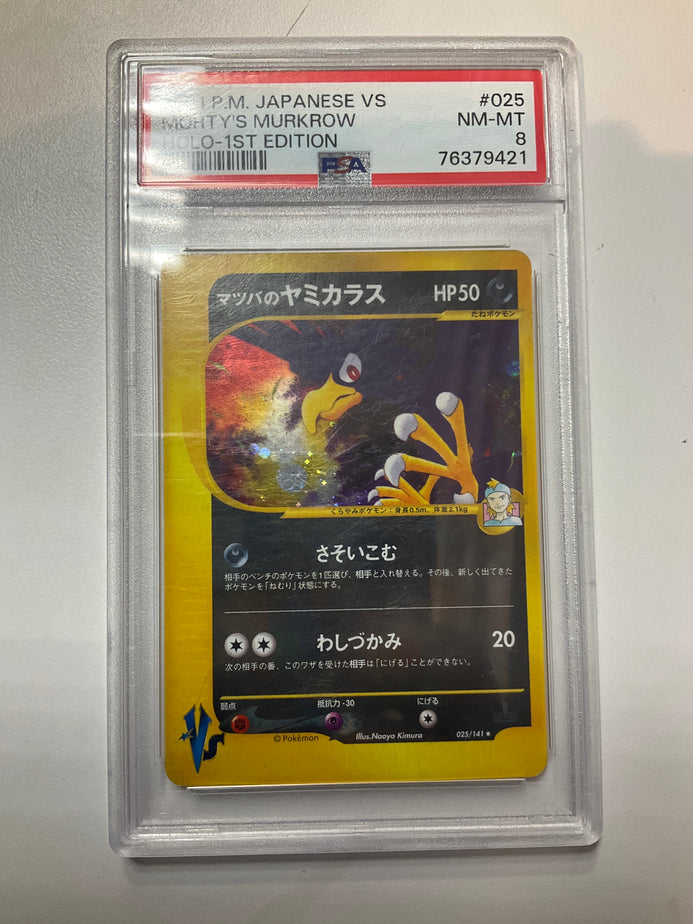 P.M. JAPANESE VS #025
MORTY'S MURKROW NM-MT
HOLO-1ST EDITION 8
PSA 76379421
マツバのヤミカラス HP50
たねポケモン
くらやみポケモン:身長0.5m, 体重2.1kg
さそいこむ
相手のベンチのポケモンを1匹選び、相手と入れ替える。その後、新しく出てきた
ポケモンを「ねむり」状態にする。
わしづかみ 20
次の相手の番、このワザを受けた相手は「にげる」ことができない。
弱点 抵抗力-30 にげる
VS
©Pokémon Illus.Naoyo Kimura 025/141★